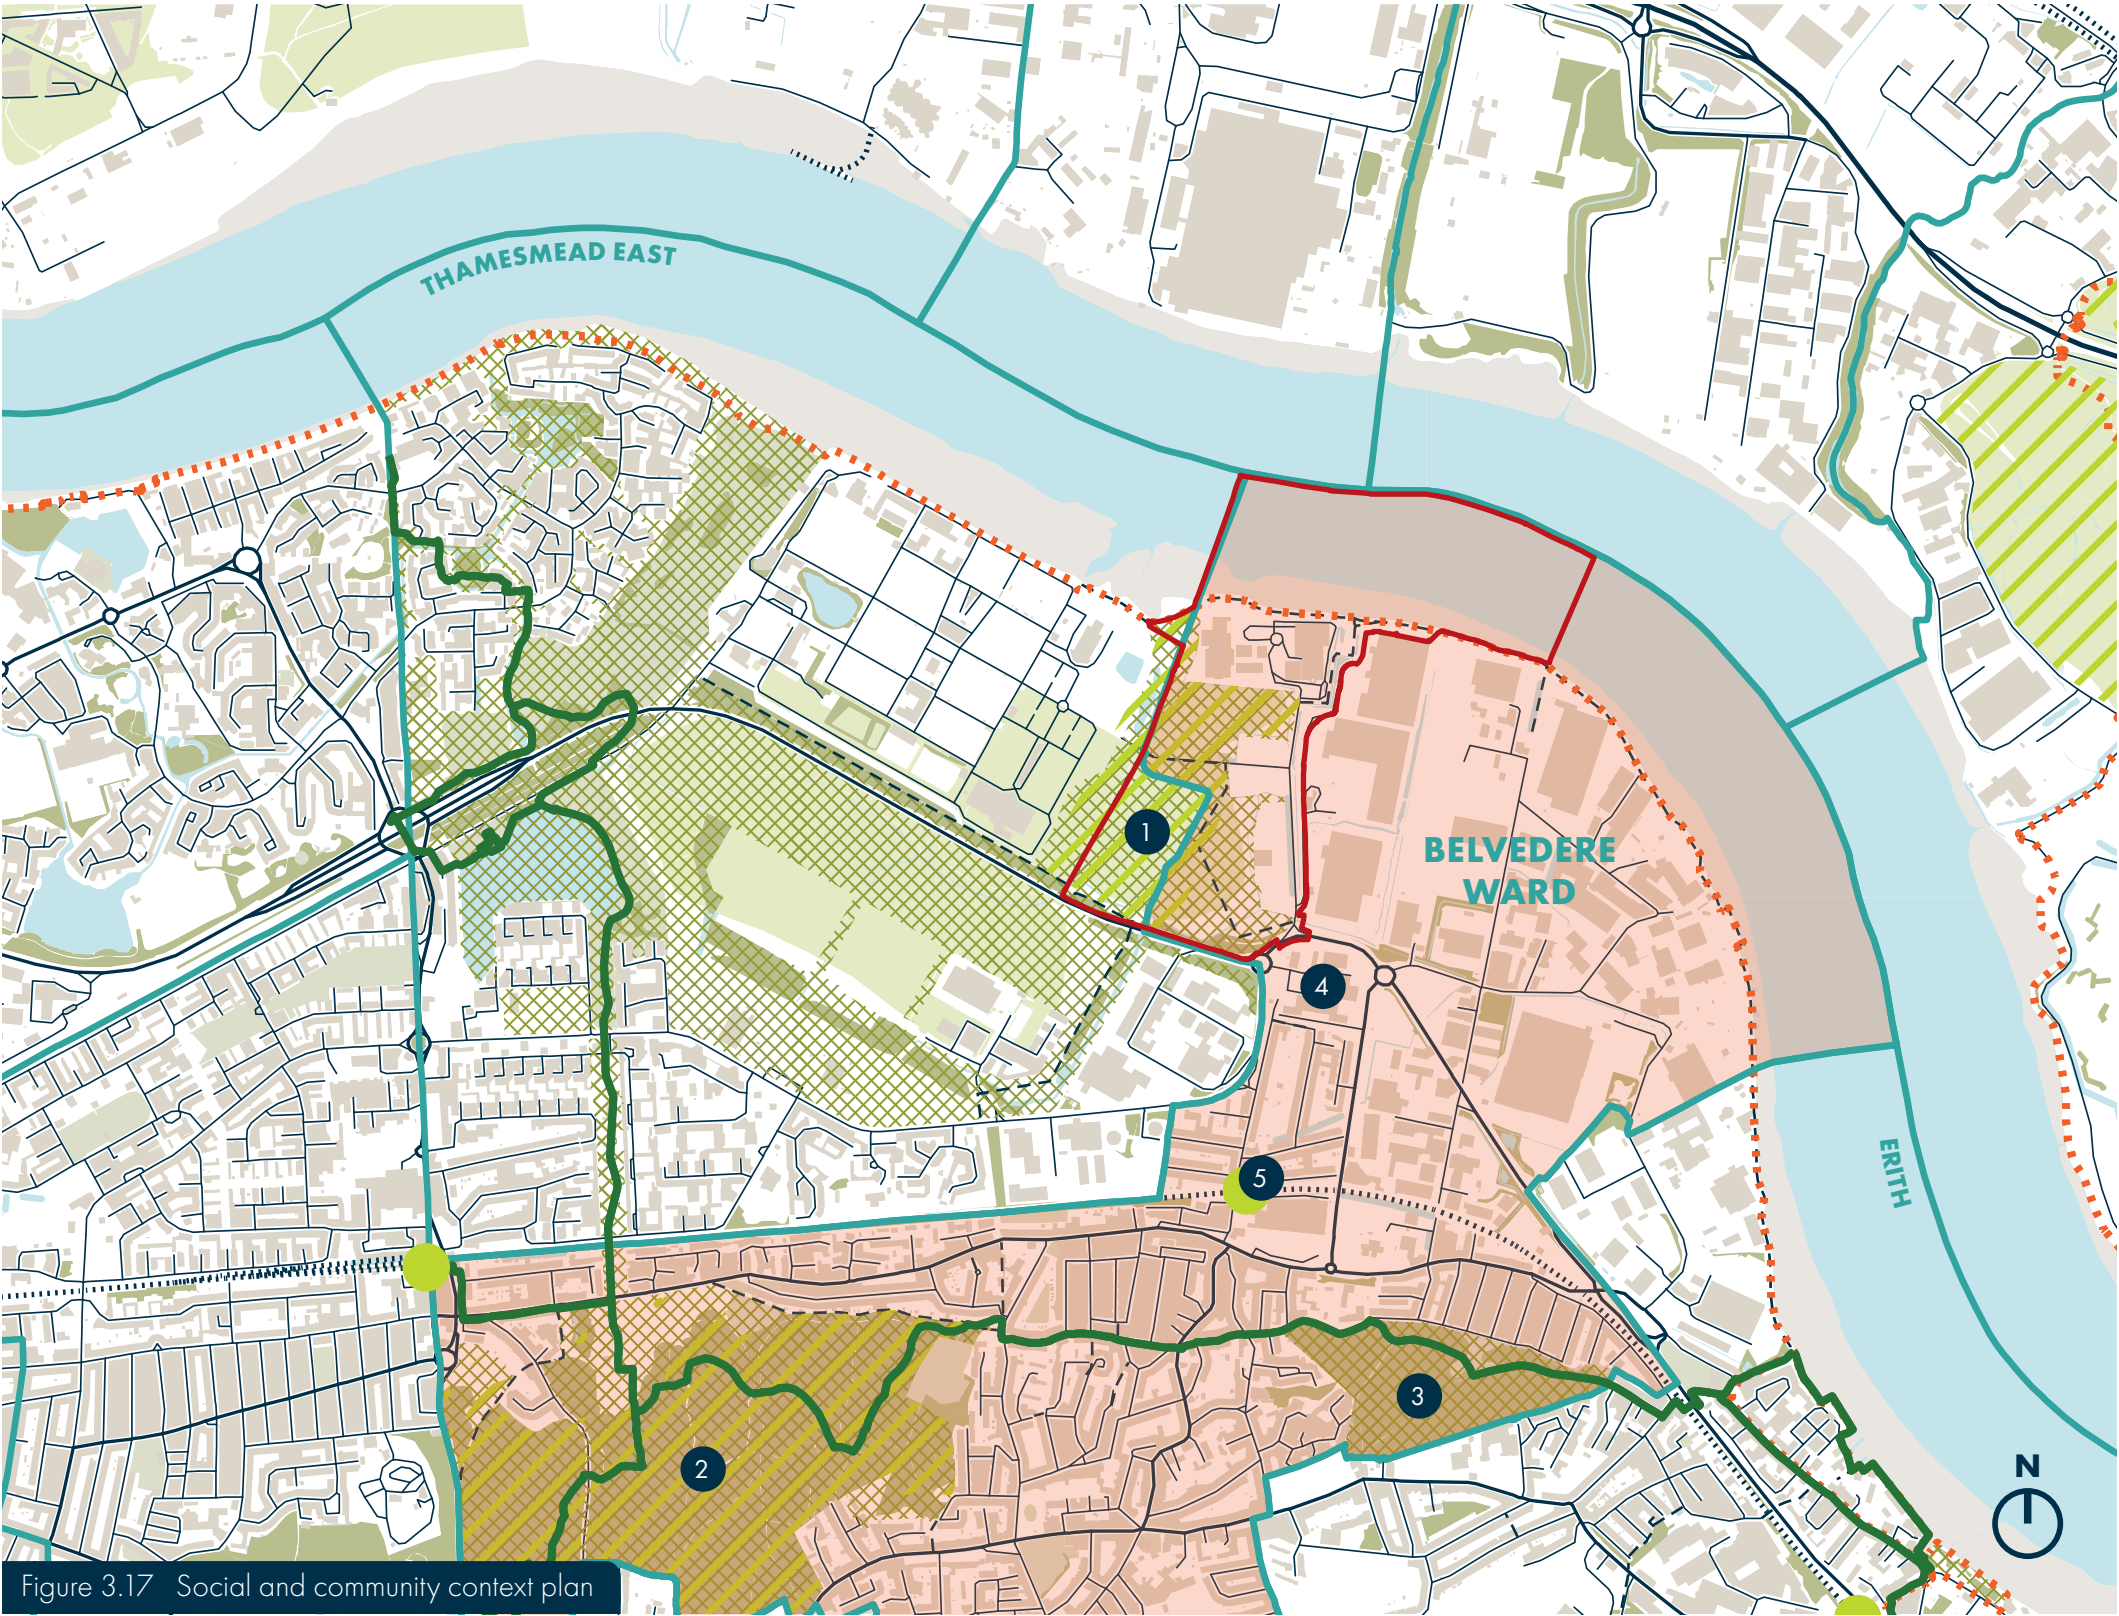 THAMESMEAD EAST
1
BELVEDERE
WARD
4
5
ERITH
3
2
N
Figure 3.17 Social and community context plan